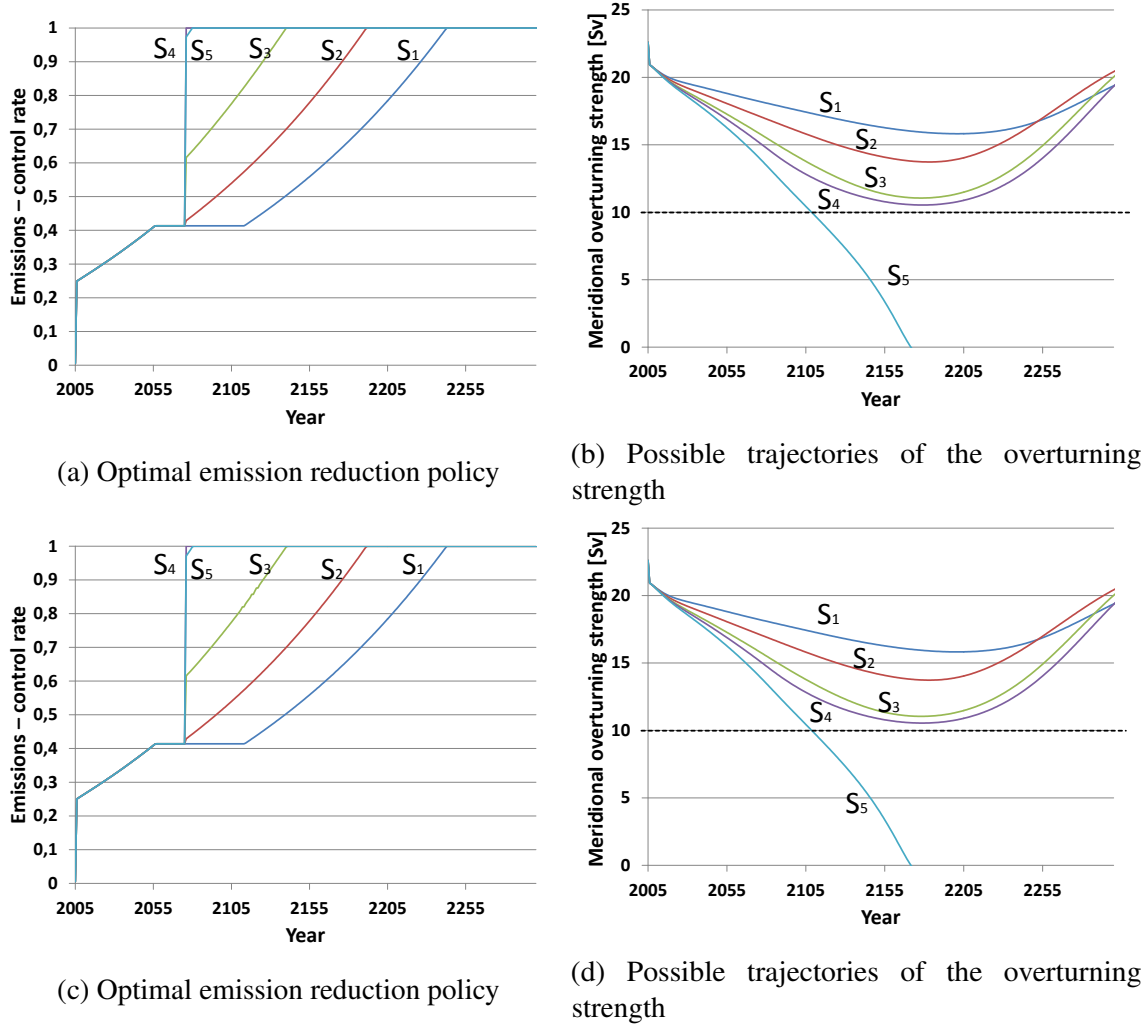 Emissions – control rate
1
0,9
0,8
0,7
0,6
0,5
0,4
0,3
0,2
0,1
0
S4
S5
S3
S2
S1
2005 2055 2105 2155 2205 2255
Year
(a) Optimal emission reduction policy
Meridional overturning strength [Sv]
25
20
15
10
5
0
S1
S2
S3
S4
S5
2005 2055 2105 2155 2205 2255
Year
(b) Possible trajectories of the overturning
strength
Emissions – control rate
1
0,9
0,8
0,7
0,6
0,5
0,4
0,3
0,2
0,1
0
S4
S5
S3
S2
S1
2005 2055 2105 2155 2205 2255
Year
(c) Optimal emission reduction policy
Meridional overturning strength [Sv]
25
20
15
10
5
0
S1
S2
S3
S4
S5
2005 2055 2105 2155 2205 2255
Year
(d) Possible trajectories of the overturning
strength